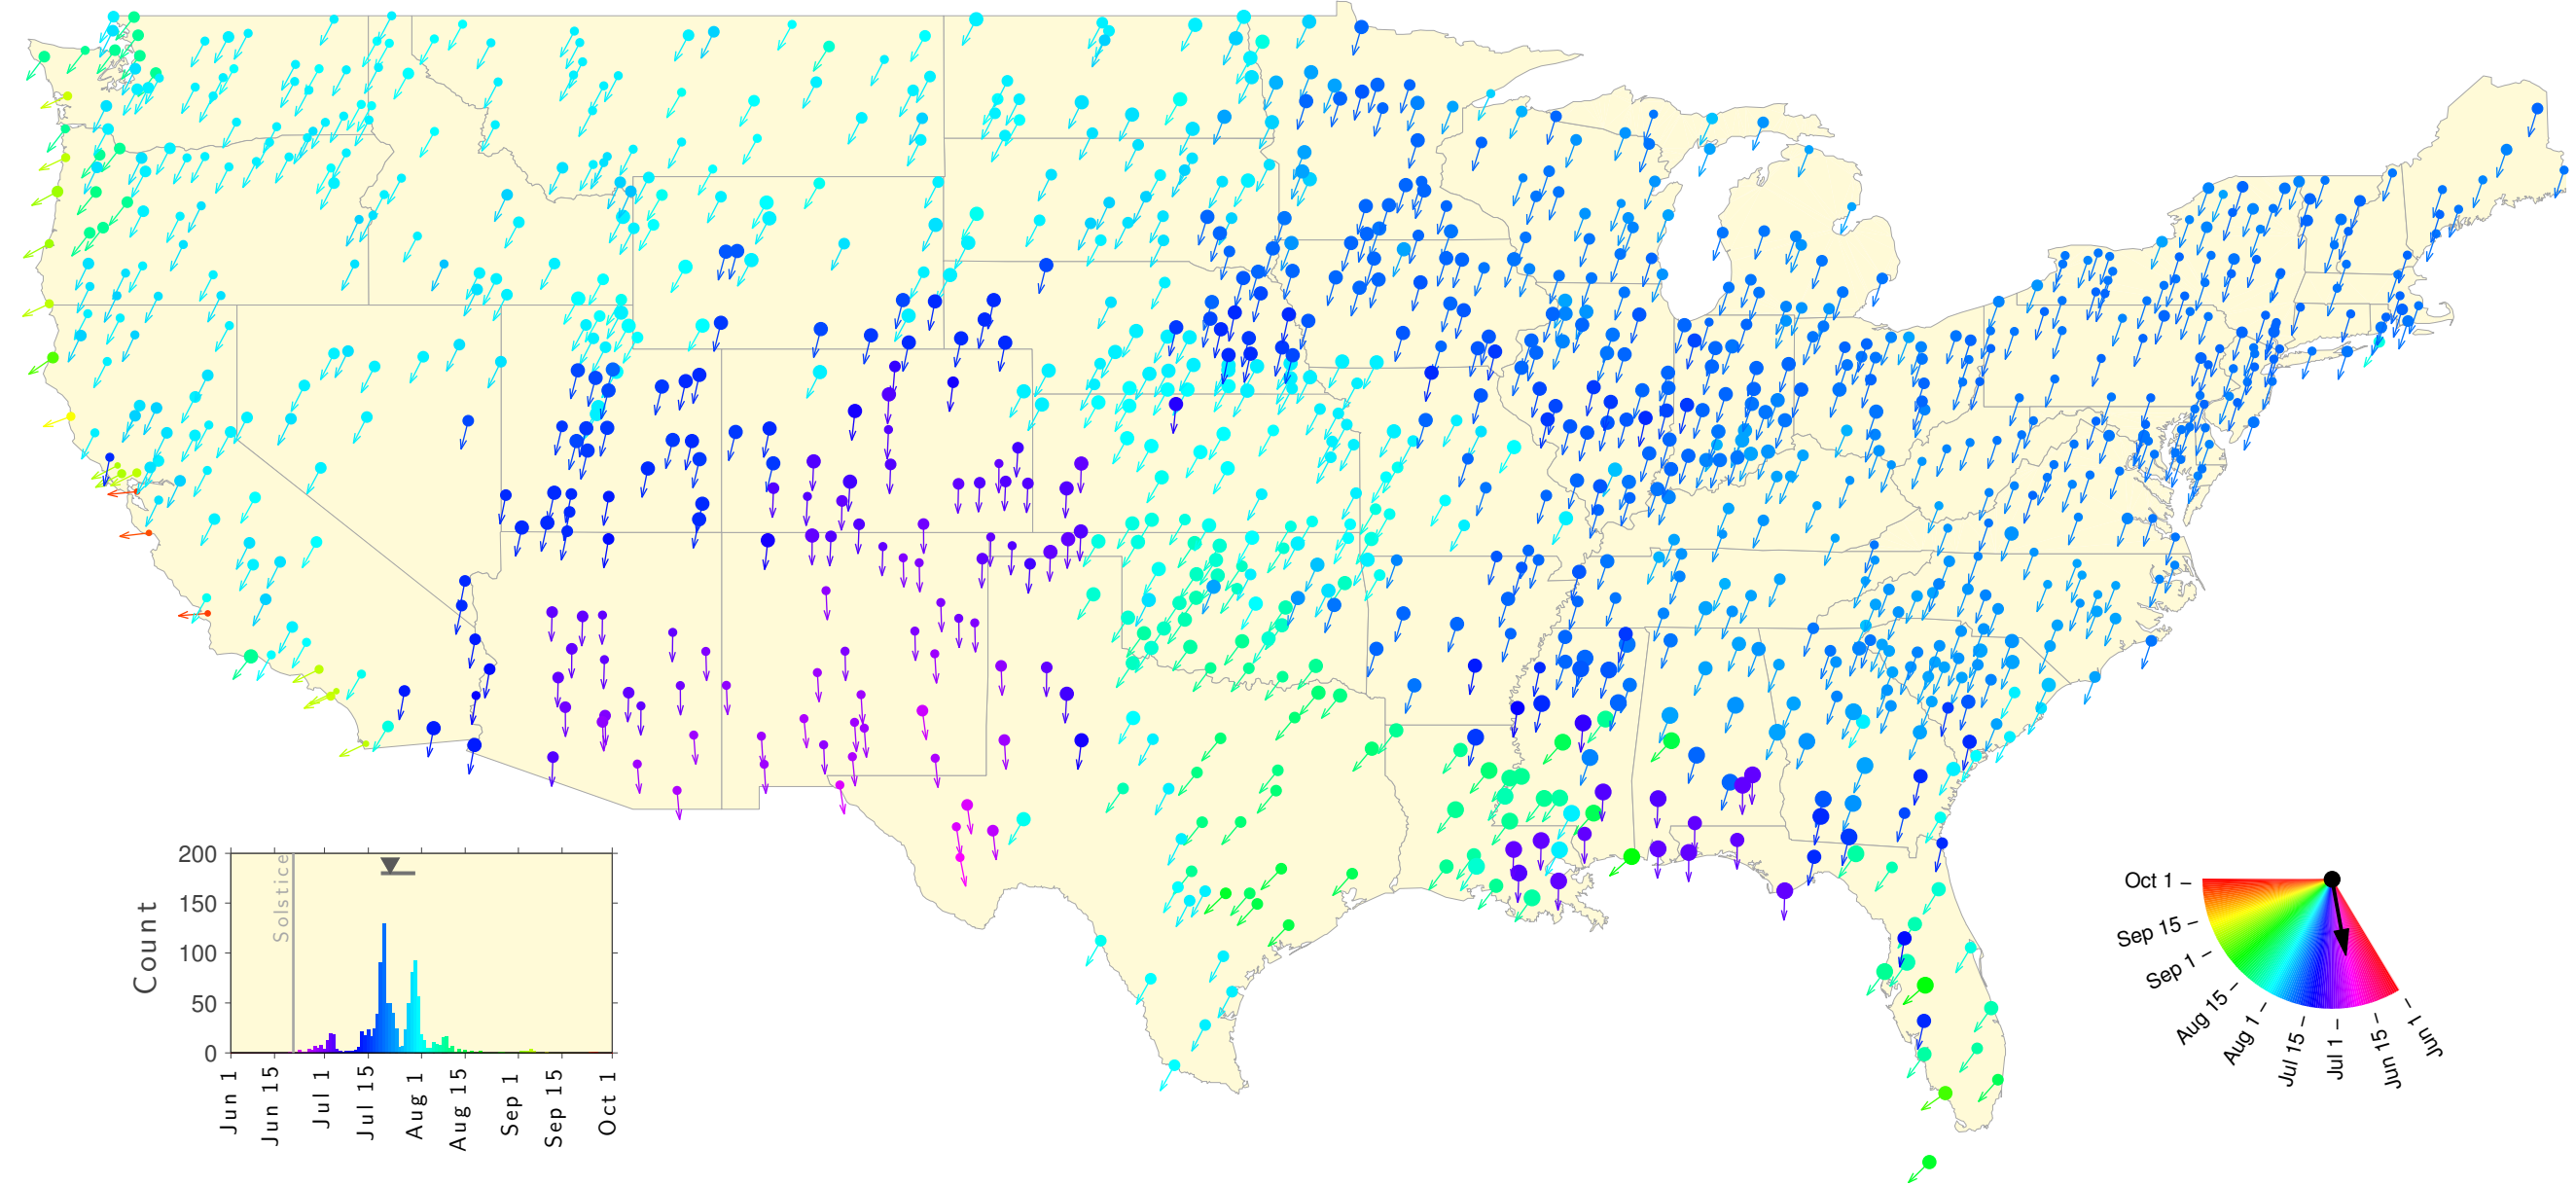 200
150
100
50
0
Count
Solstice
Jun 1
Jun 15
Jul 1
Jul 15
Aug 1
Aug 15
Sep 1
Sep 15
Oct 1
Oct 1 –
Sep 15 –
Sep 1 –
Aug 15 –
Aug 1 –
Jul 15 –
Jul 1 –
Jun 15 –
Jun 1 –